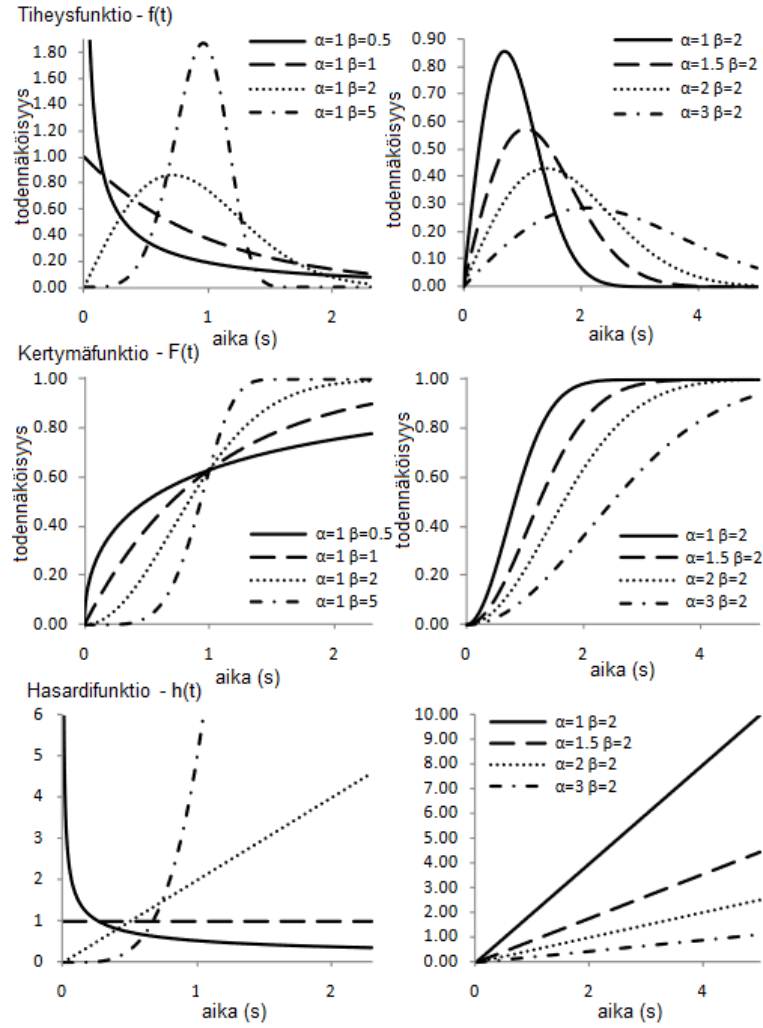 Tiheysfunktio - f(t)
todennäköisyys
1.80
1.60
1.40
1.20
1.00
0.80
0.60
0.40
0.20
0.00
0 1 2
aika (s)
α=1 β=0.5
α=1 β=1
α=1 β=2
α=1 β=5
todennäköisyys
0.90
0.80
0.70
0.60
0.50
0.40
0.30
0.20
0.10
0.00
0 2 4
aika (s)
α=1 β=2
α=1.5 β=2
α=2 β=2
α=3 β=2
Kertymäfunktio - F(t)
todennäköisyys
1.00
0.80
0.60
0.40
0.20
0.00
0 1 2
aika (s)
α=1 β=0.5
α=1 β=1
α=1 β=2
α=1 β=5
todennäköisyys
1.00
0.80
0.60
0.40
0.20
0.00
0 2 4
aika (s)
α=1 β=2
α=1.5 β=2
α=2 β=2
α=3 β=2
Hasardifunktio - h(t)
6
5
4
3
2
1
0
0 1 2
aika (s)
10.00
9.00
8.00
7.00
6.00
5.00
4.00
3.00
2.00
1.00
0.00
0 2 4
aika (s)
α=1 β=2
α=1.5 β=2
α=2 β=2
α=3 β=2